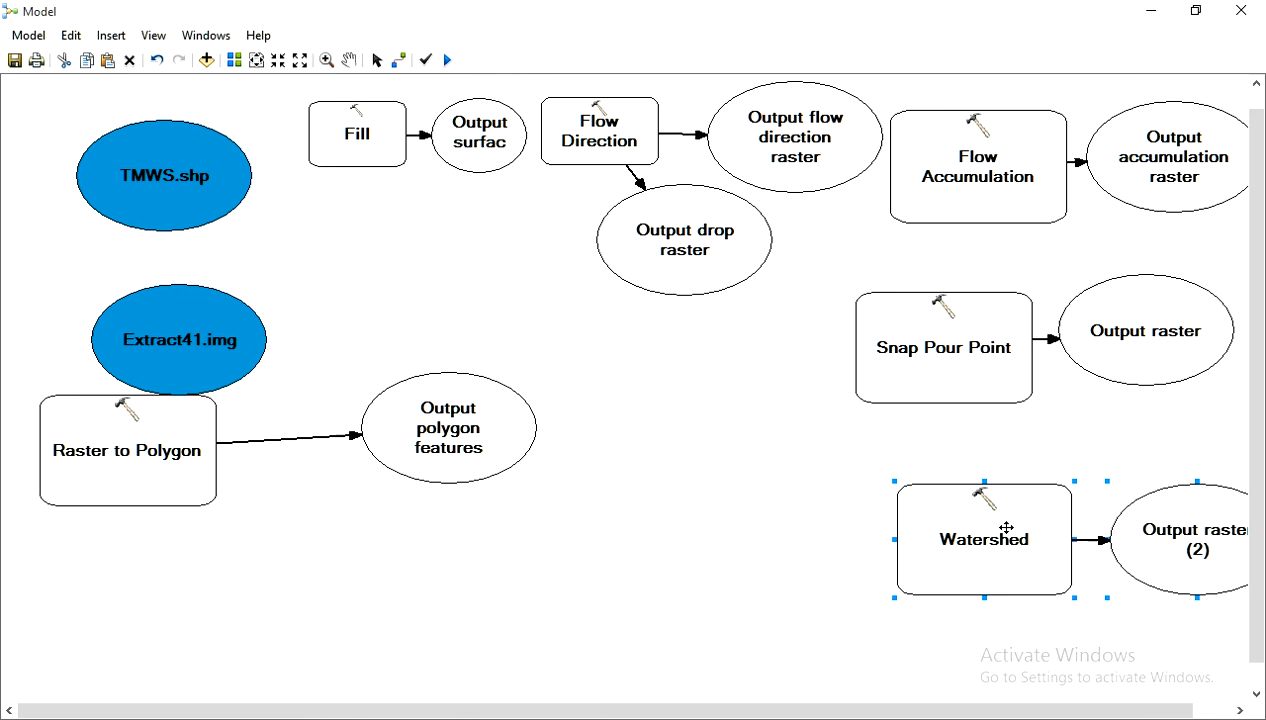 Model
Model Edit Insert View Windows Help
TMWS.shp
Fill
Output
surfac
Flow
Direction
Output flow
direction
raster
Output drop
raster
Flow
Accumulation
Output
accumulation
raster
Extract41.img
Snap Pour Point
Output raster
Raster to Polygon
Output
polygon
features
Watershed
Output raste
(2)
Activate Windows
Go to Settings to activate Windows.